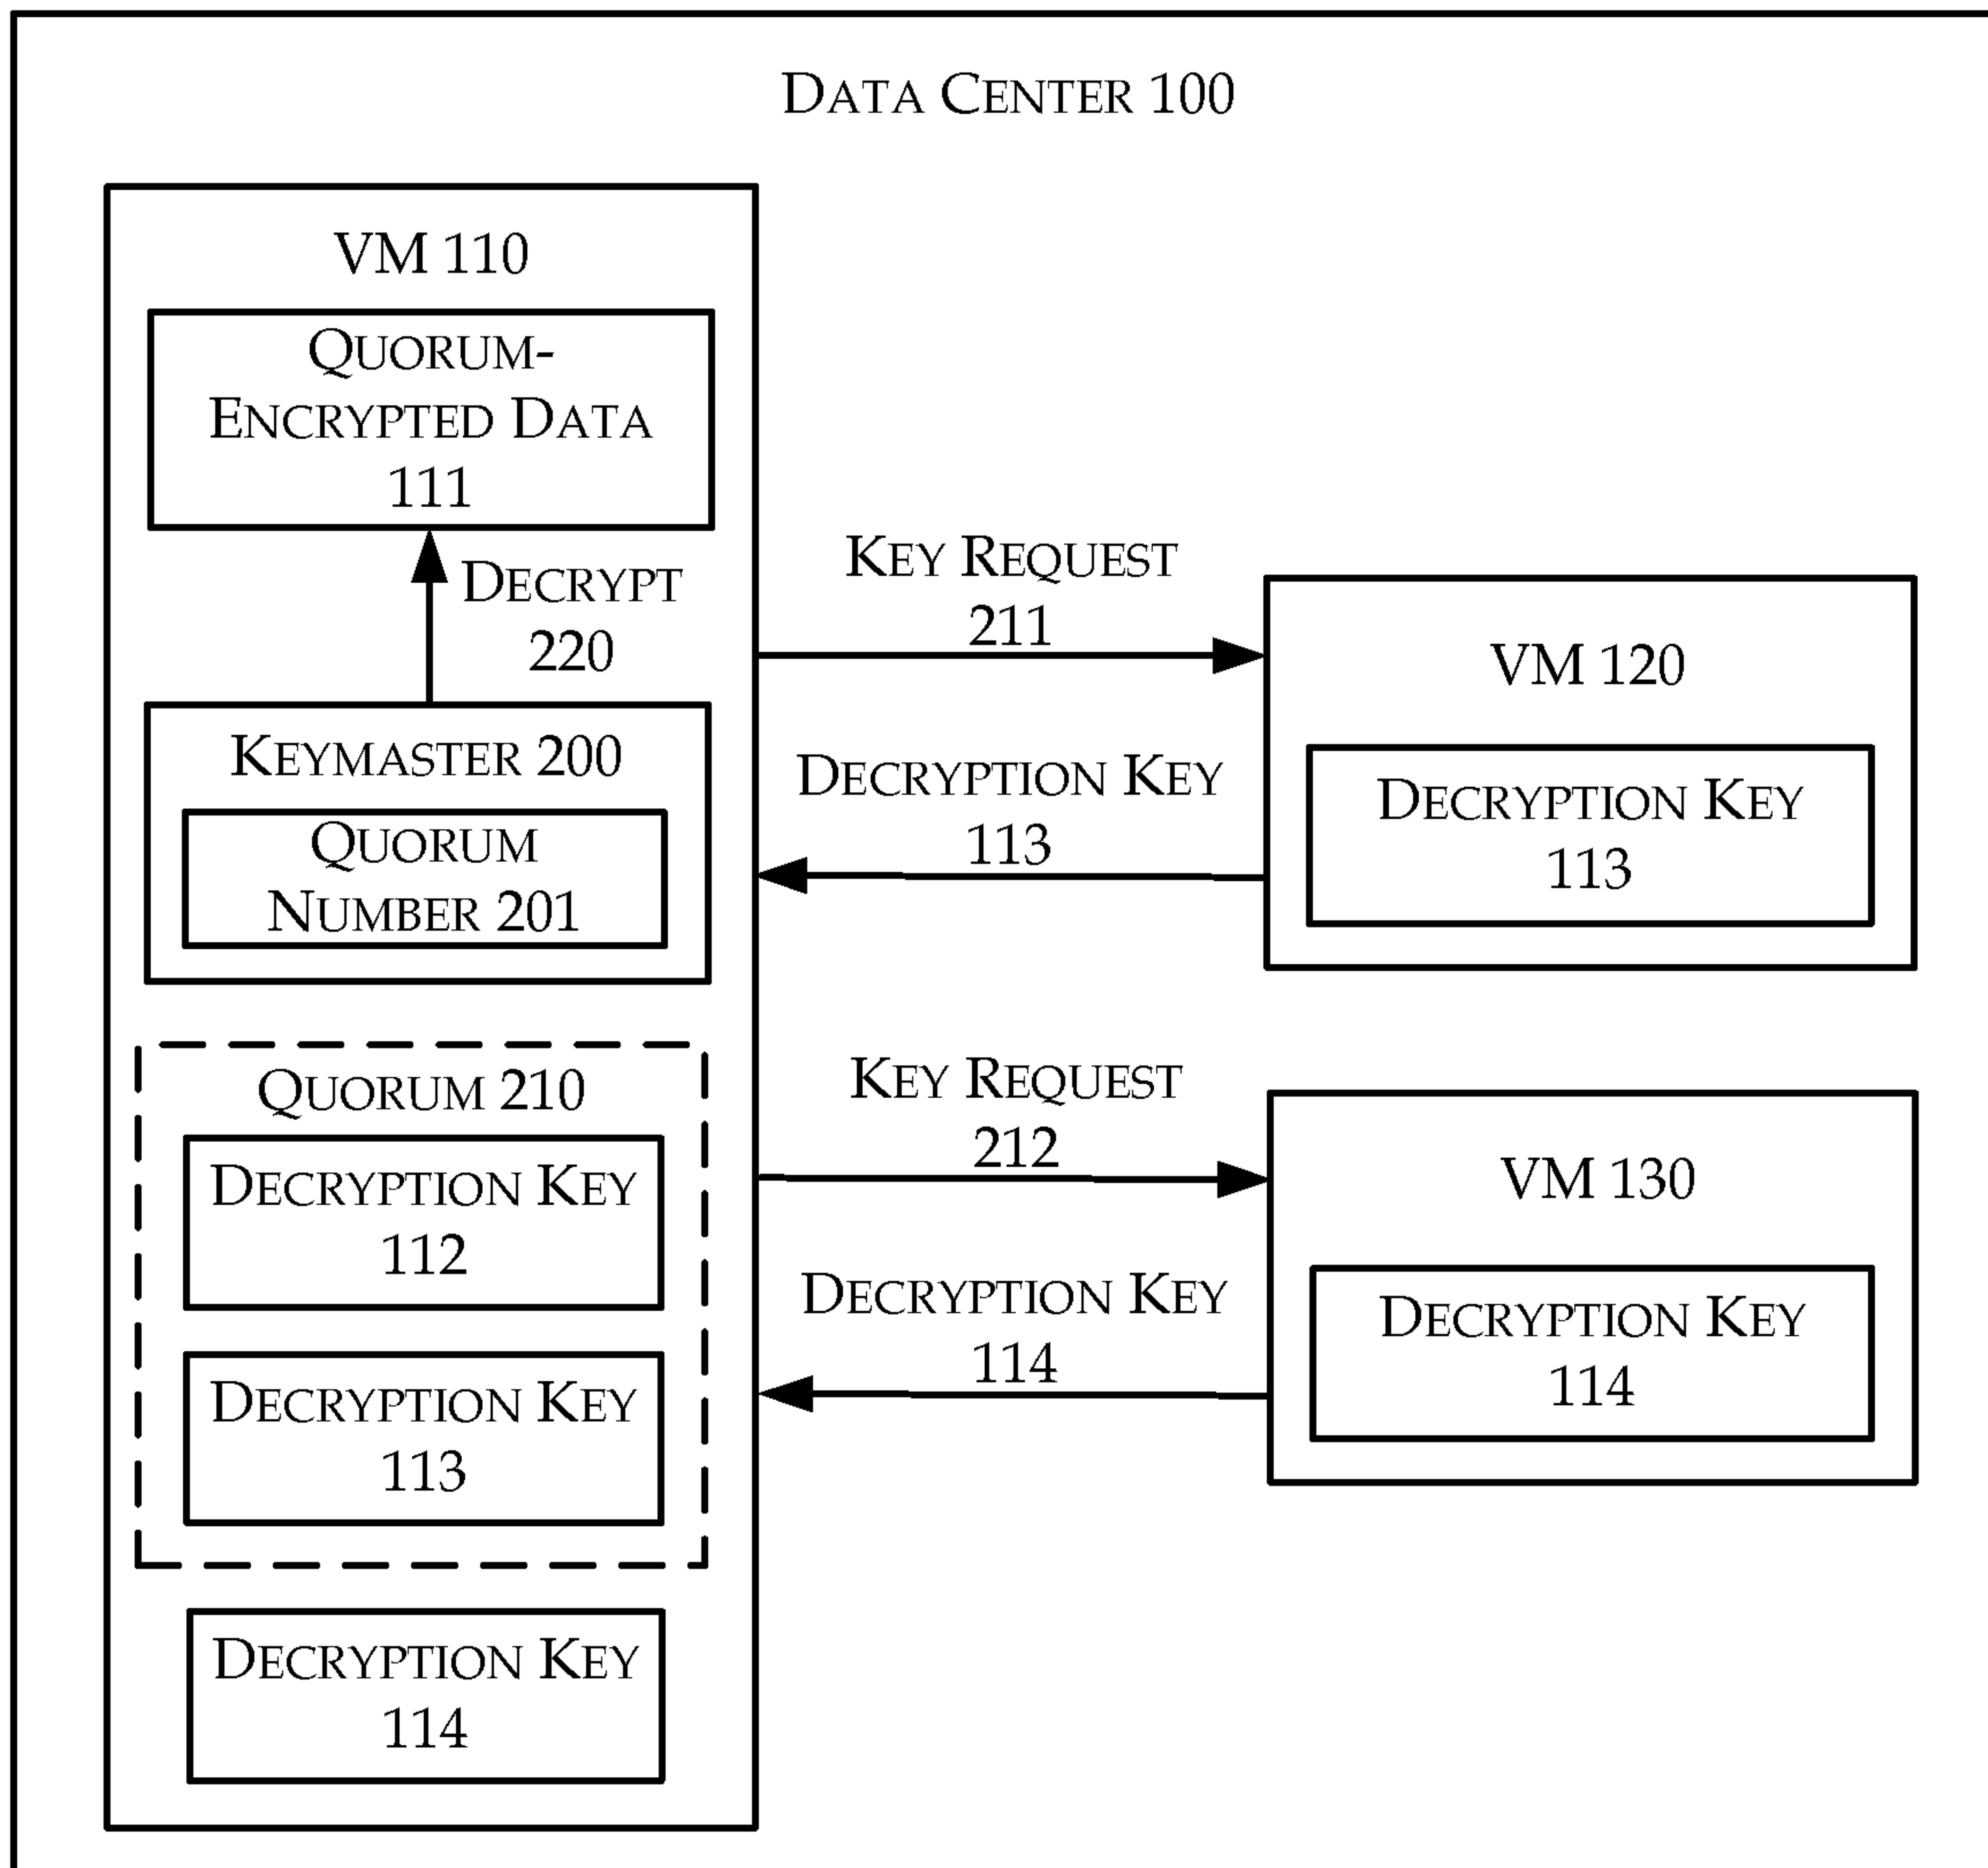 DATA CENTER 100
VM 110
QUORUM-
ENCRYPTED DATA
111
DECRYPT
220
KEYMASTER 200
QUORUM
NUMBER 201
QUORUM 210
DECRYPTION KEY
112
DECRYPTION KEY
113
DECRYPTION KEY
114
KEY REQUEST
211
DECRYPTION KEY
113
KEY REQUEST
212
DECRYPTION KEY
114
VM 120
DECRYPTION KEY
113
VM 130
DECRYPTION KEY
114